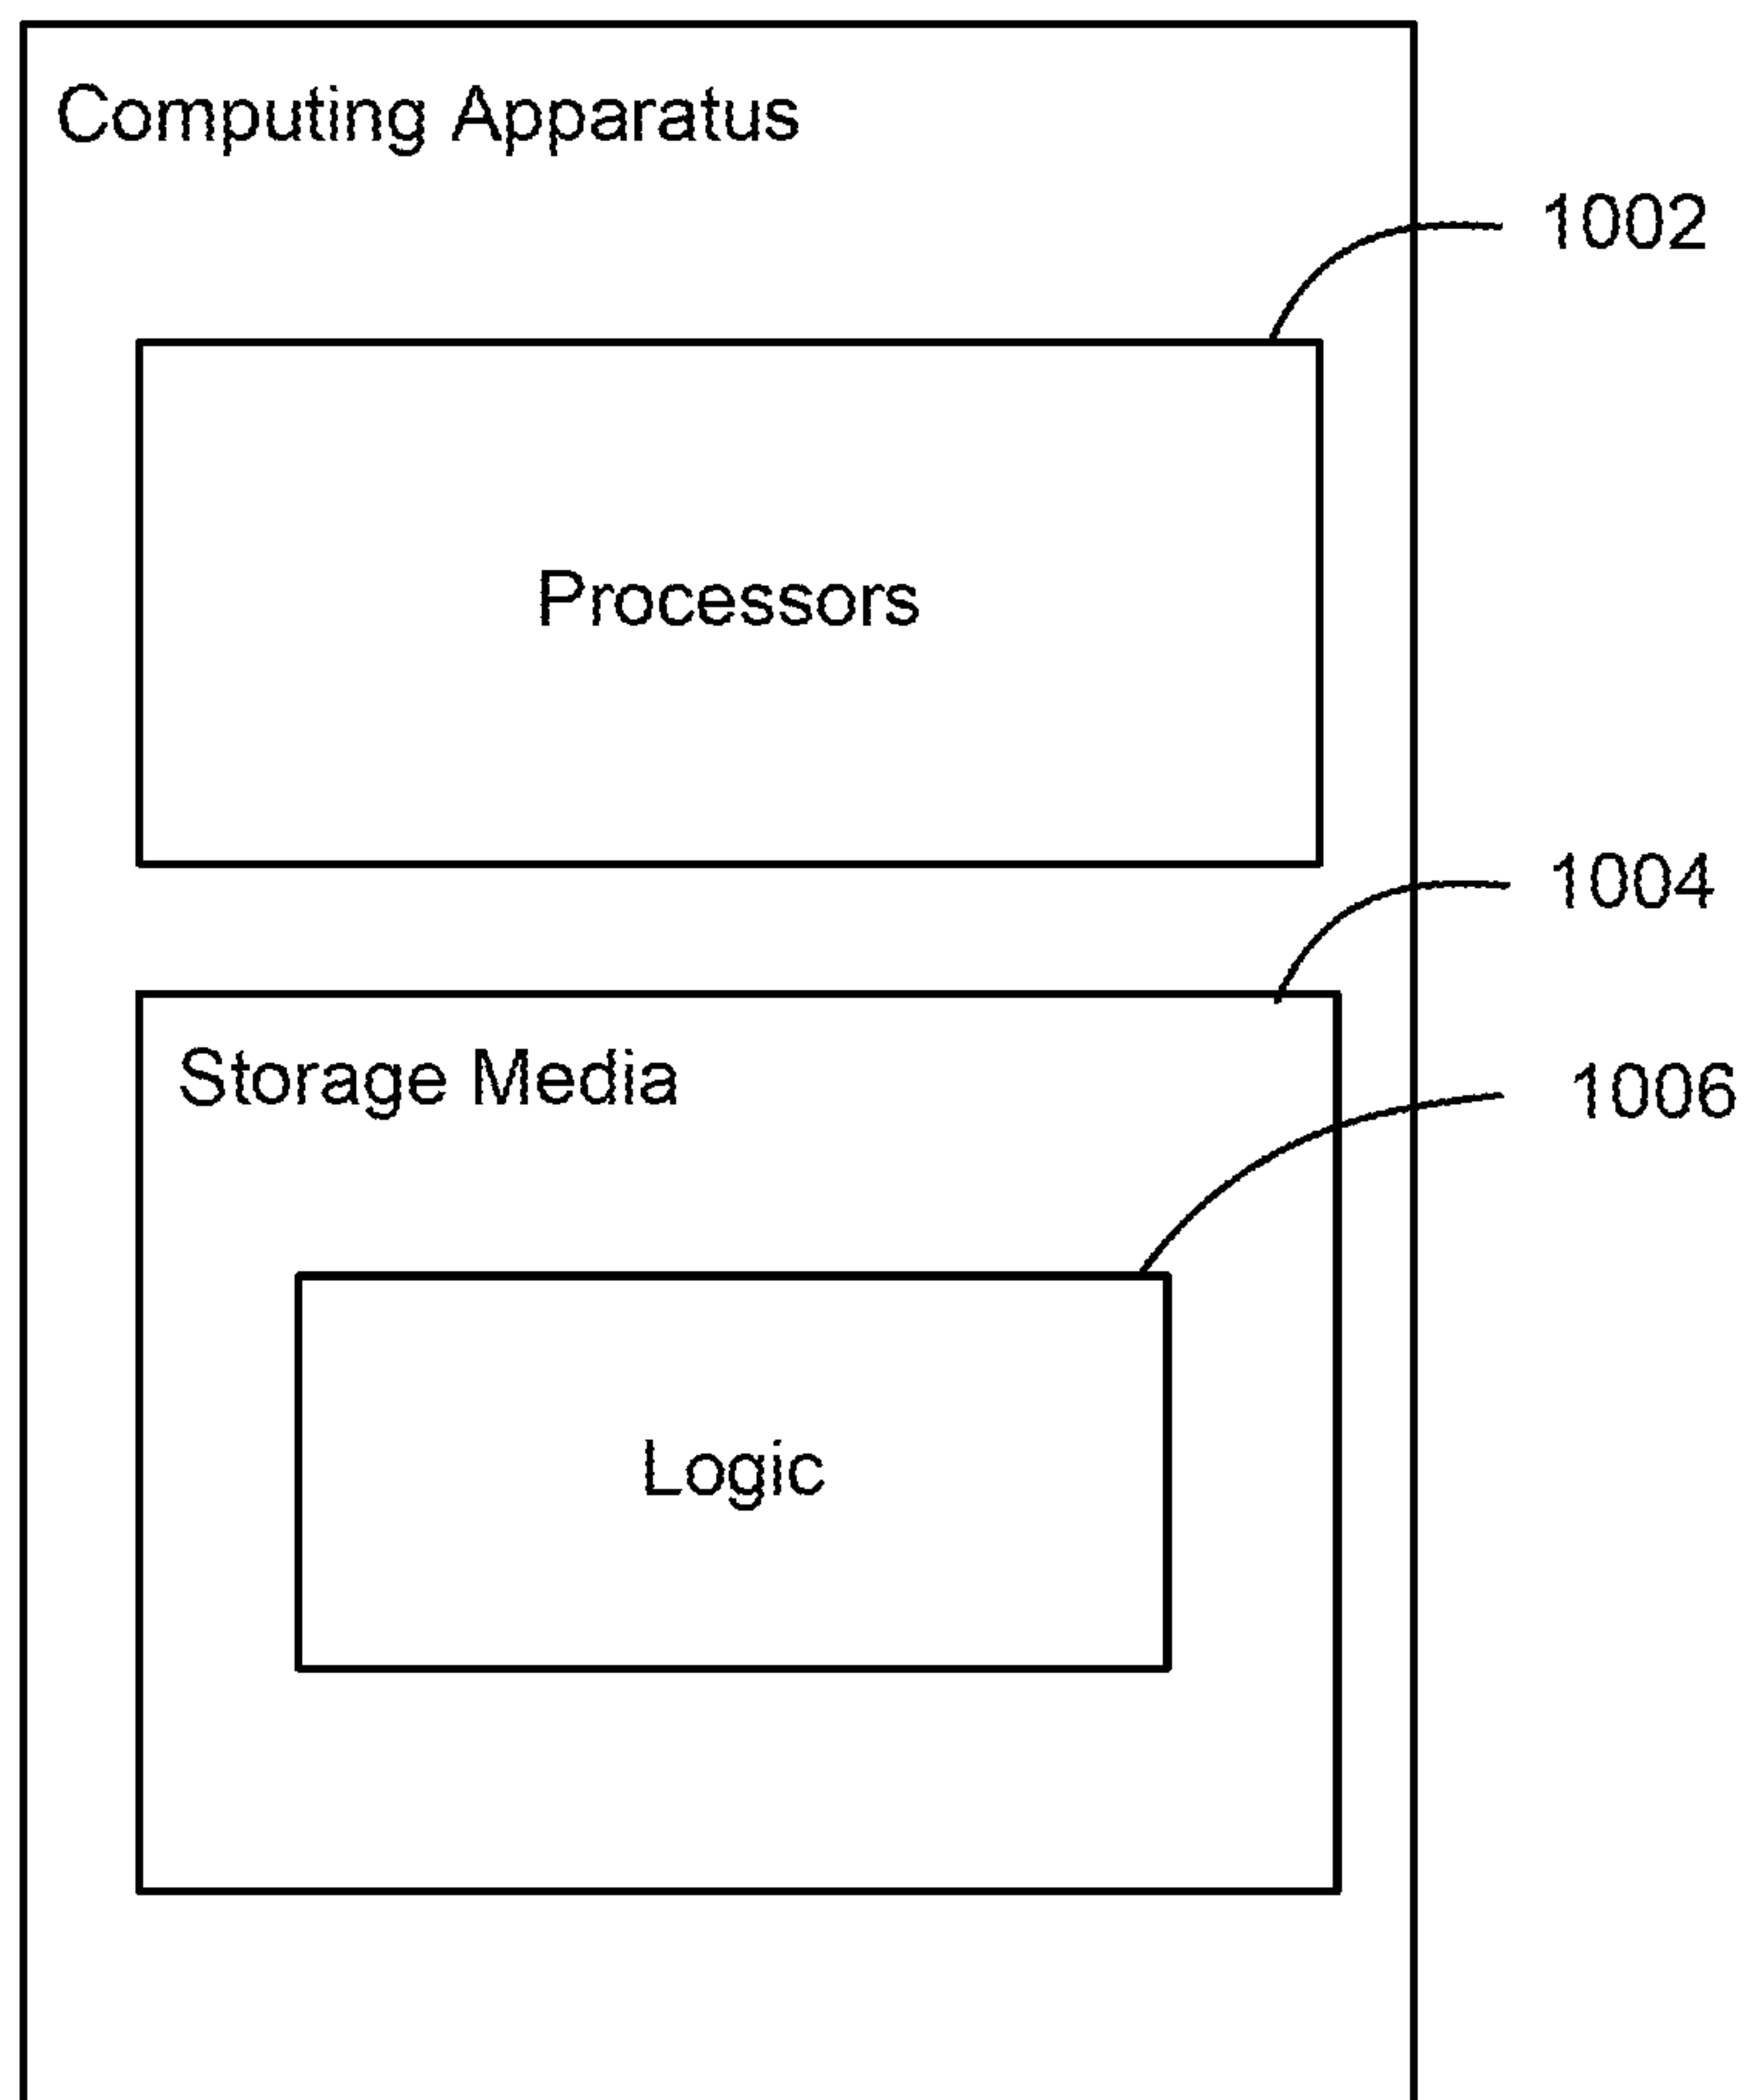 Computing Apparatus
1002
Processors
1004
Storage Media
1006
Logic